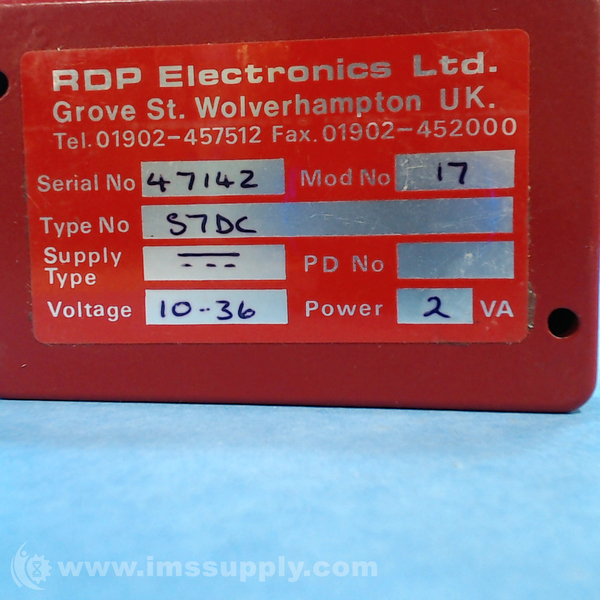 RDP Electronics Ltd.
Grove St. Wolverhampton UK.
Tel. 01902-457512 Fax. 01902-452000
Serial No 47142 Mod No 17
Type No S7DC
Supply Type PD No
Voltage 10--36 Power 2 VA
www.imssupply.com